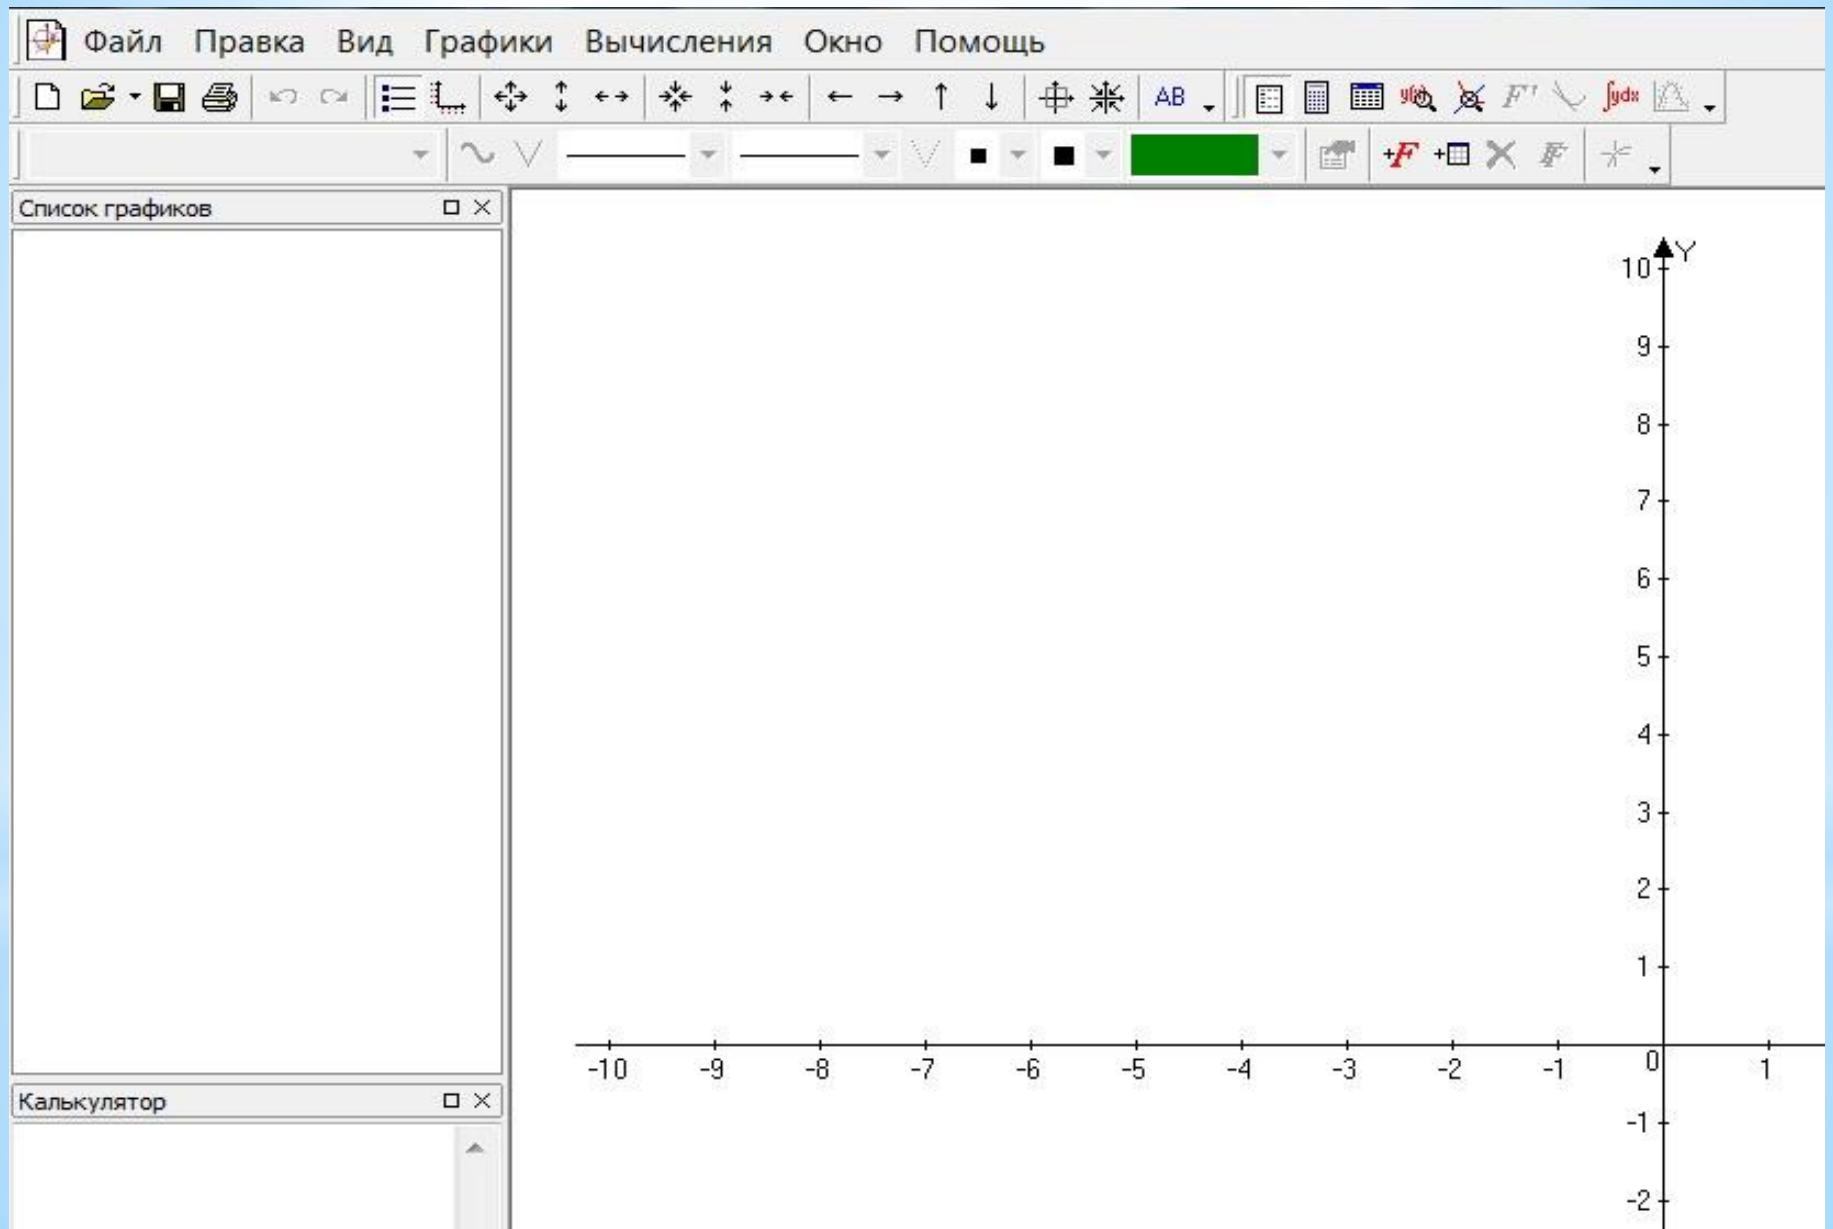 Файл Правка Вид Графики Вычисления Окно Помощь
AB y(x) F' ∫ydx
+F + F
Список графиков
Y
10
9
8
7
6
5
4
3
2
1
-10 -9 -8 -7 -6 -5 -4 -3 -2 -1 0 1
Калькулятор
-1
-2